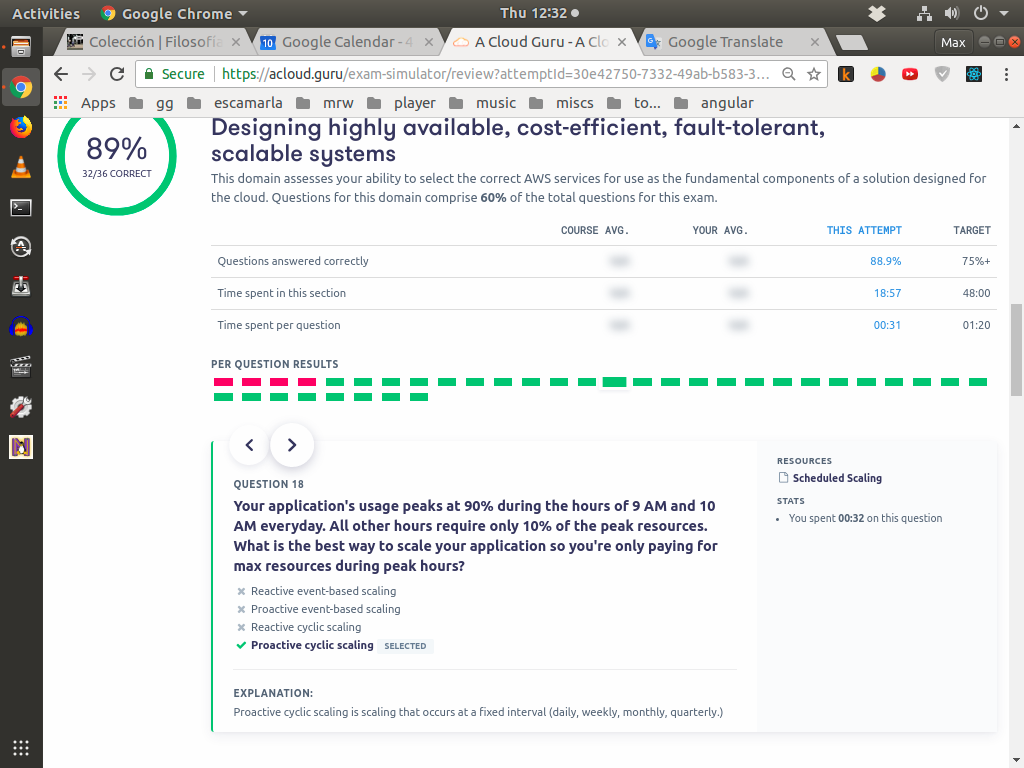 Activities
Google Chrome
Thu 12:32
Colección | Filosofía
Google Calendar - 4
A Cloud Guru - A Clo
Google Translate
Max
Secure
https://acloud.guru/exam-simulator/review?attemptId=30e42750-7332-49ab-b583-3...
Apps
gg
escamarla
mrw
player
music
miscs
to...
angular
89%
32/36 CORRECT
Designing highly available, cost-efficient, fault-tolerant,
scalable systems
This domain assesses your ability to select the correct AWS services for use as the fundamental components of a solution designed for
the cloud. Questions for this domain comprise 60% of the total questions for this exam.
COURSE AVG. YOUR AVG. THIS ATTEMPT TARGET
Questions answered correctly 88.9% 75%+
Time spent in this section 18:57 48:00
Time spent per question 00:31 01:20
PER QUESTION RESULTS
QUESTION 18
Your application's usage peaks at 90% during the hours of 9 AM and 10
AM everyday. All other hours require only 10% of the peak resources.
What is the best way to scale your application so you're only paying for
max resources during peak hours?
Reactive event-based scaling
Proactive event-based scaling
Reactive cyclic scaling
Proactive cyclic scaling SELECTED
EXPLANATION:
Proactive cyclic scaling is scaling that occurs at a fixed interval (daily, weekly, monthly, quarterly.)
RESOURCES
Scheduled Scaling
STATS
• You spent 00:32 on this question